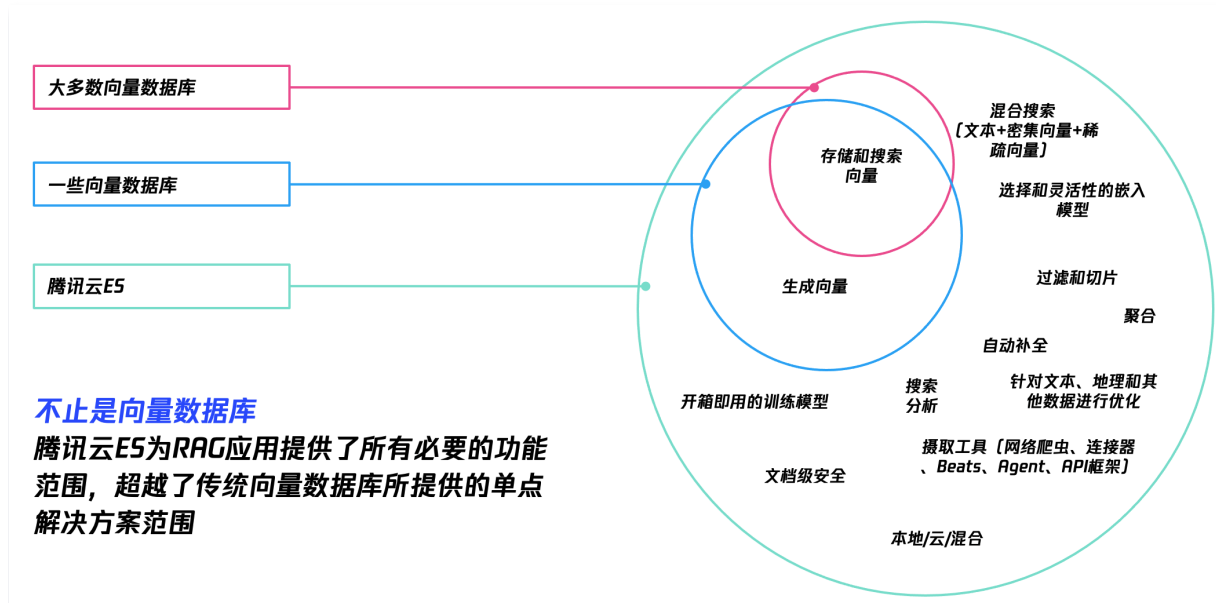 大多数向量数据库
一些向量数据库
腾讯云ES
不止是向量数据库
腾讯云ES为RAG应用提供了所有必要的功能
范围，超越了传统向量数据库所提供的单点
解决方案范围
存储和搜索
向量
生成向量
混合搜索
（文本+密集向量+稀
疏向量）
选择和灵活性的嵌入
模型
过滤和切片
聚合
自动补全
针对文本、地理和其
他数据进行优化
搜索
分析
开箱即用的训练模型
摄取工具（网络爬虫、连接器
、Beats、Agent、API框架）
文档级安全
本地/云/混合